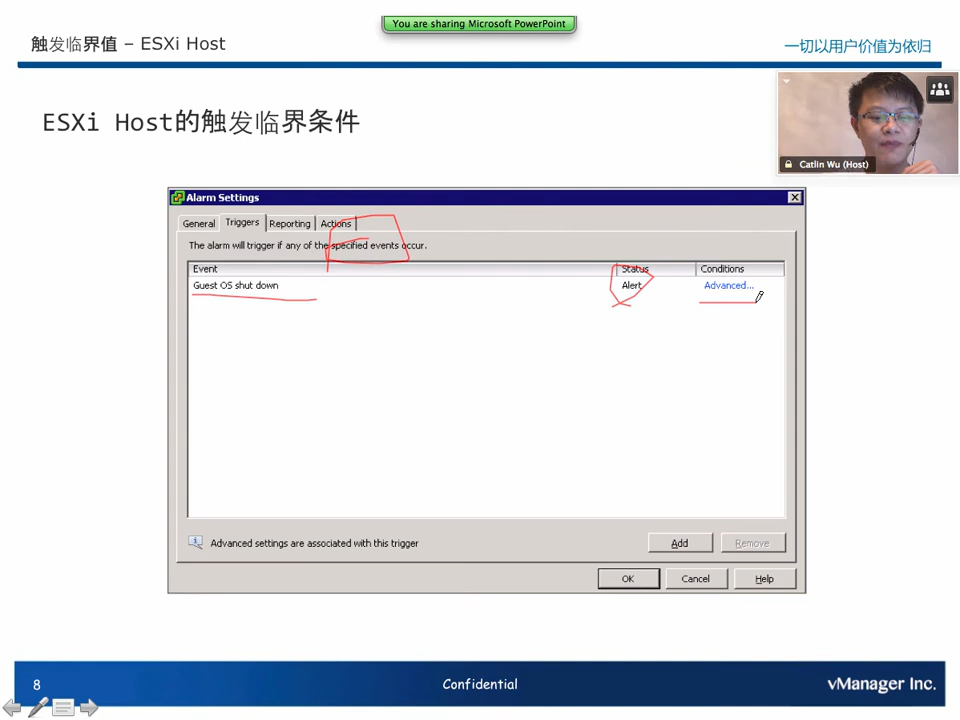 You are sharing Microsoft PowerPoint
触发临界值 – ESXi Host
一切以用户价值为依归
ESXi Host的触发临界条件
Catlin Wu (Host)
Alarm Settings
General Triggers Reporting Actions
The alarm will trigger if any of the specified events occur.
Event Status Conditions
Guest OS shut down Alert Advanced...
Advanced settings are associated with this trigger
Add Remove
OK Cancel Help
8 Confidential vManager Inc.